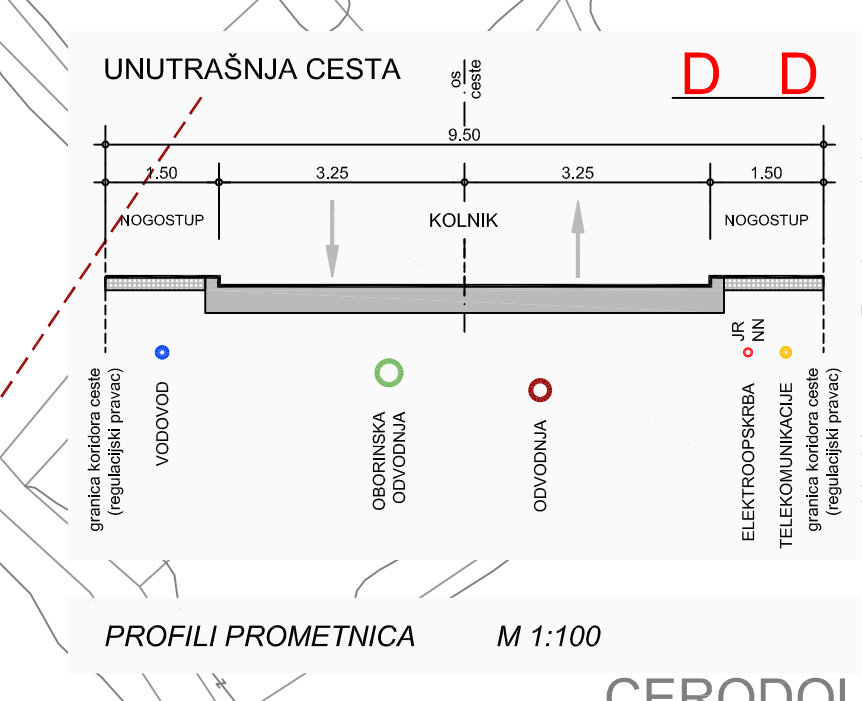 UNUTRAŠNJA CESTA
os
ceste
D D
9.50
1.50 3.25 3.25 1.50
NOGOSTUP KOLNIK NOGOSTUP
JR
NN
granica koridora ceste
(regulacijski pravac)
VODOVOD
OBORINSKA
ODVODNJA
ODVODNJA
ELEKTROOPSKRBA
TELEKOMUNIKACIJE
granica koridora ceste
(regulacijski pravac)
PROFILI PROMETNICA M 1:100